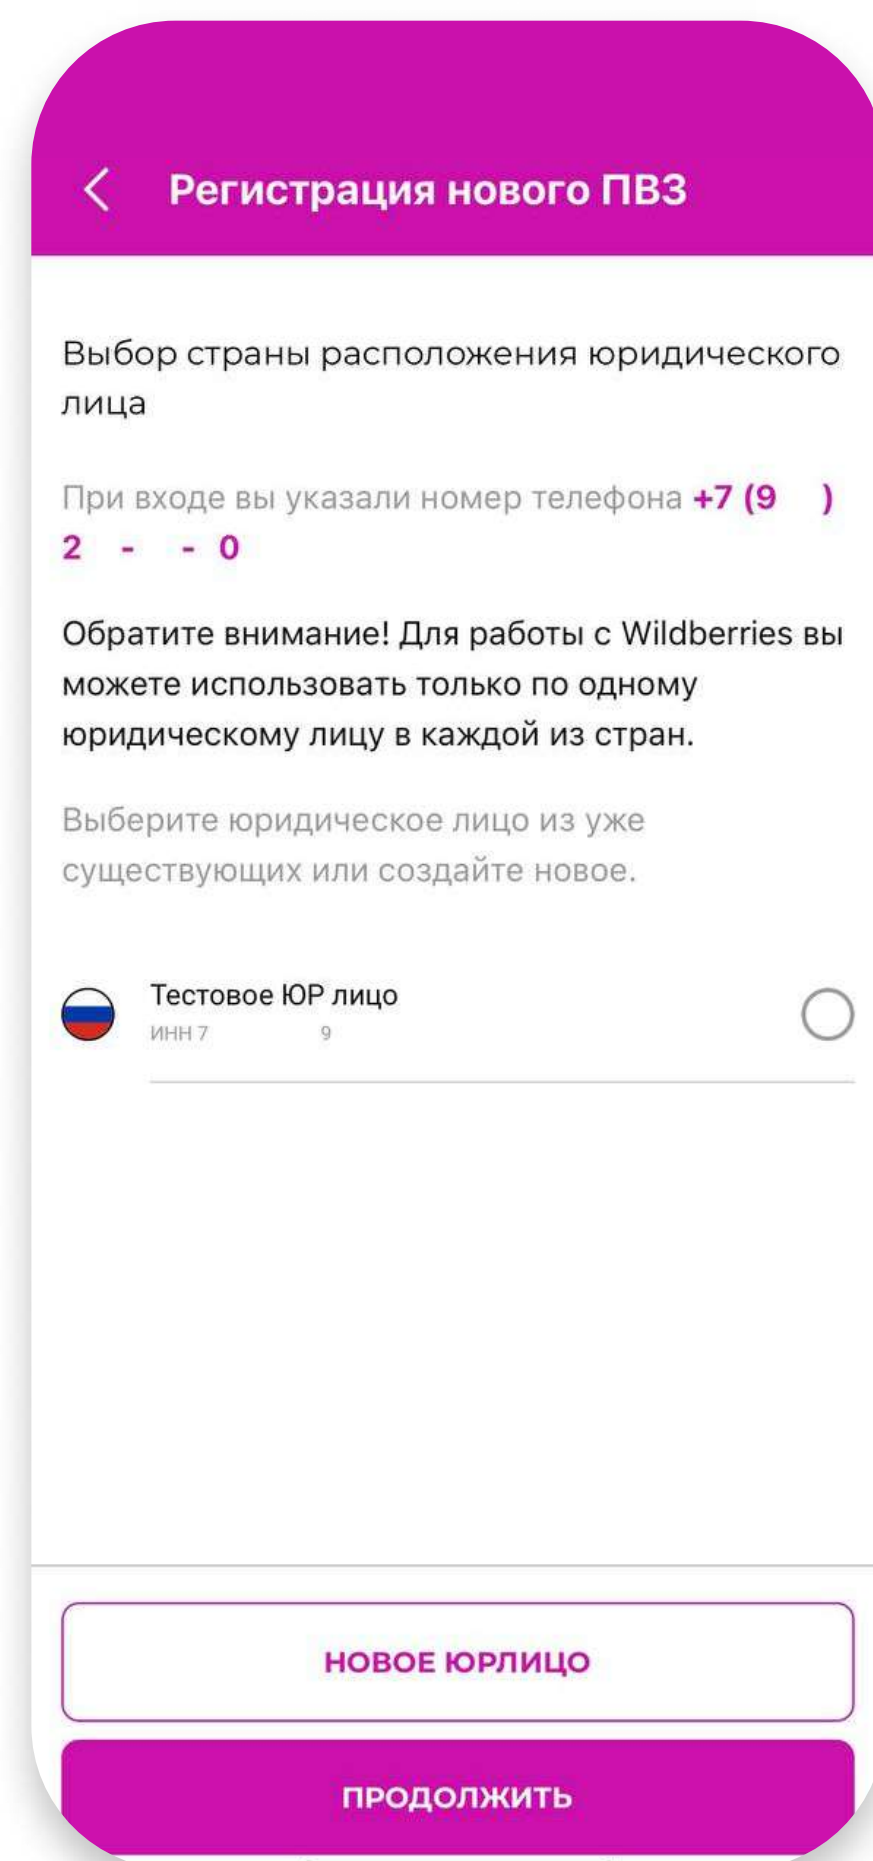 Регистрация нового ПВЗ
Выбор страны расположения юридического
лица
При входе вы указали номер телефона +7 (9 )
2 - - 0
Обратите внимание! Для работы с Wildberries вы
можете использовать только по одному
юридическому лицу в каждой из стран.
Выберите юридическое лицо из уже
существующих или создайте новое.
Тестовое ЮР лицо
ИНН 7 9
НОВОЕ ЮРЛИЦО
ПРОДОЛЖИТЬ